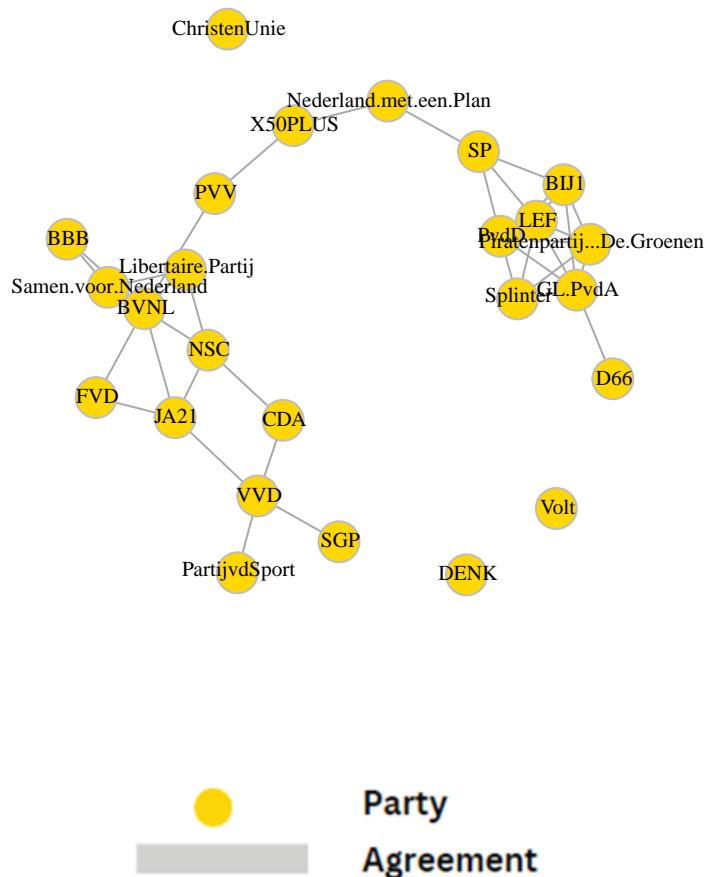 ChristenUnie
Nederland.met.een.Plan
X50PLUS
SP
BIJ1
PVV
LEF
PvdD
Piratenpartij...De.Groenen
BBB
Libertaire.Partij
Samen.voor.Nederland
GL.PvdA
Splinter
BVNL
NSC
D66
FVD
JA21
CDA
VVD
Volt
SGP
PartijvdSport
DENK
Party
Agreement